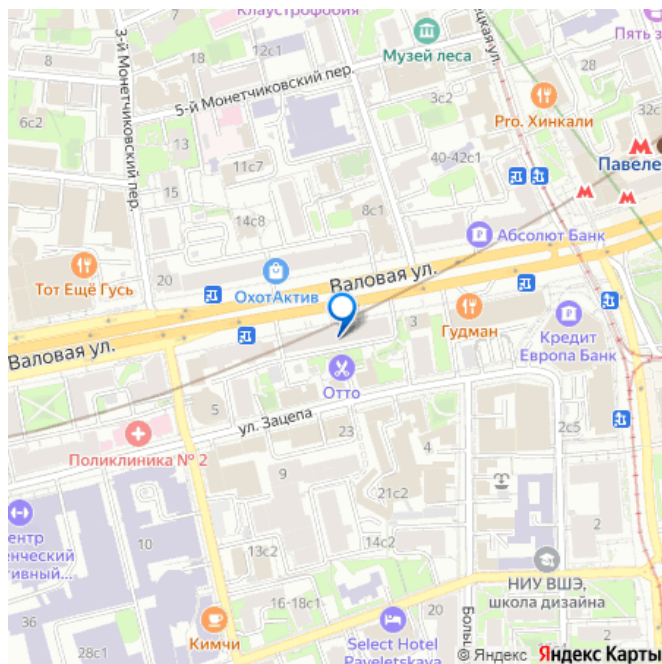 Клаустрофобия
Музей леса
Пять з
5-й Монетчиковский пер.
3-й Монетчиковский пер.
8
18
12с1
6с2
3с2
32с
Pro. Хинкали
М
Павеле
13
11с7
40-42с1
15
14с8
8с1
Абсолют Банк
20
Тот Ещё Гусь
ОхотАктив
Валовая ул.
Гудман
3
Кредит
Европа Банк
Валовая ул.
Отто
5
ул. Зацепа
23
Поликлиника № 2
4
2с5
9
21с2
10
14с2
13с2
2
НИУ ВШЭ,
школа дизайна
36
16-18с1
20
Кимчи
28с1
Select Hotel
Paveletskaya
© Яндекс Яндекс Карты